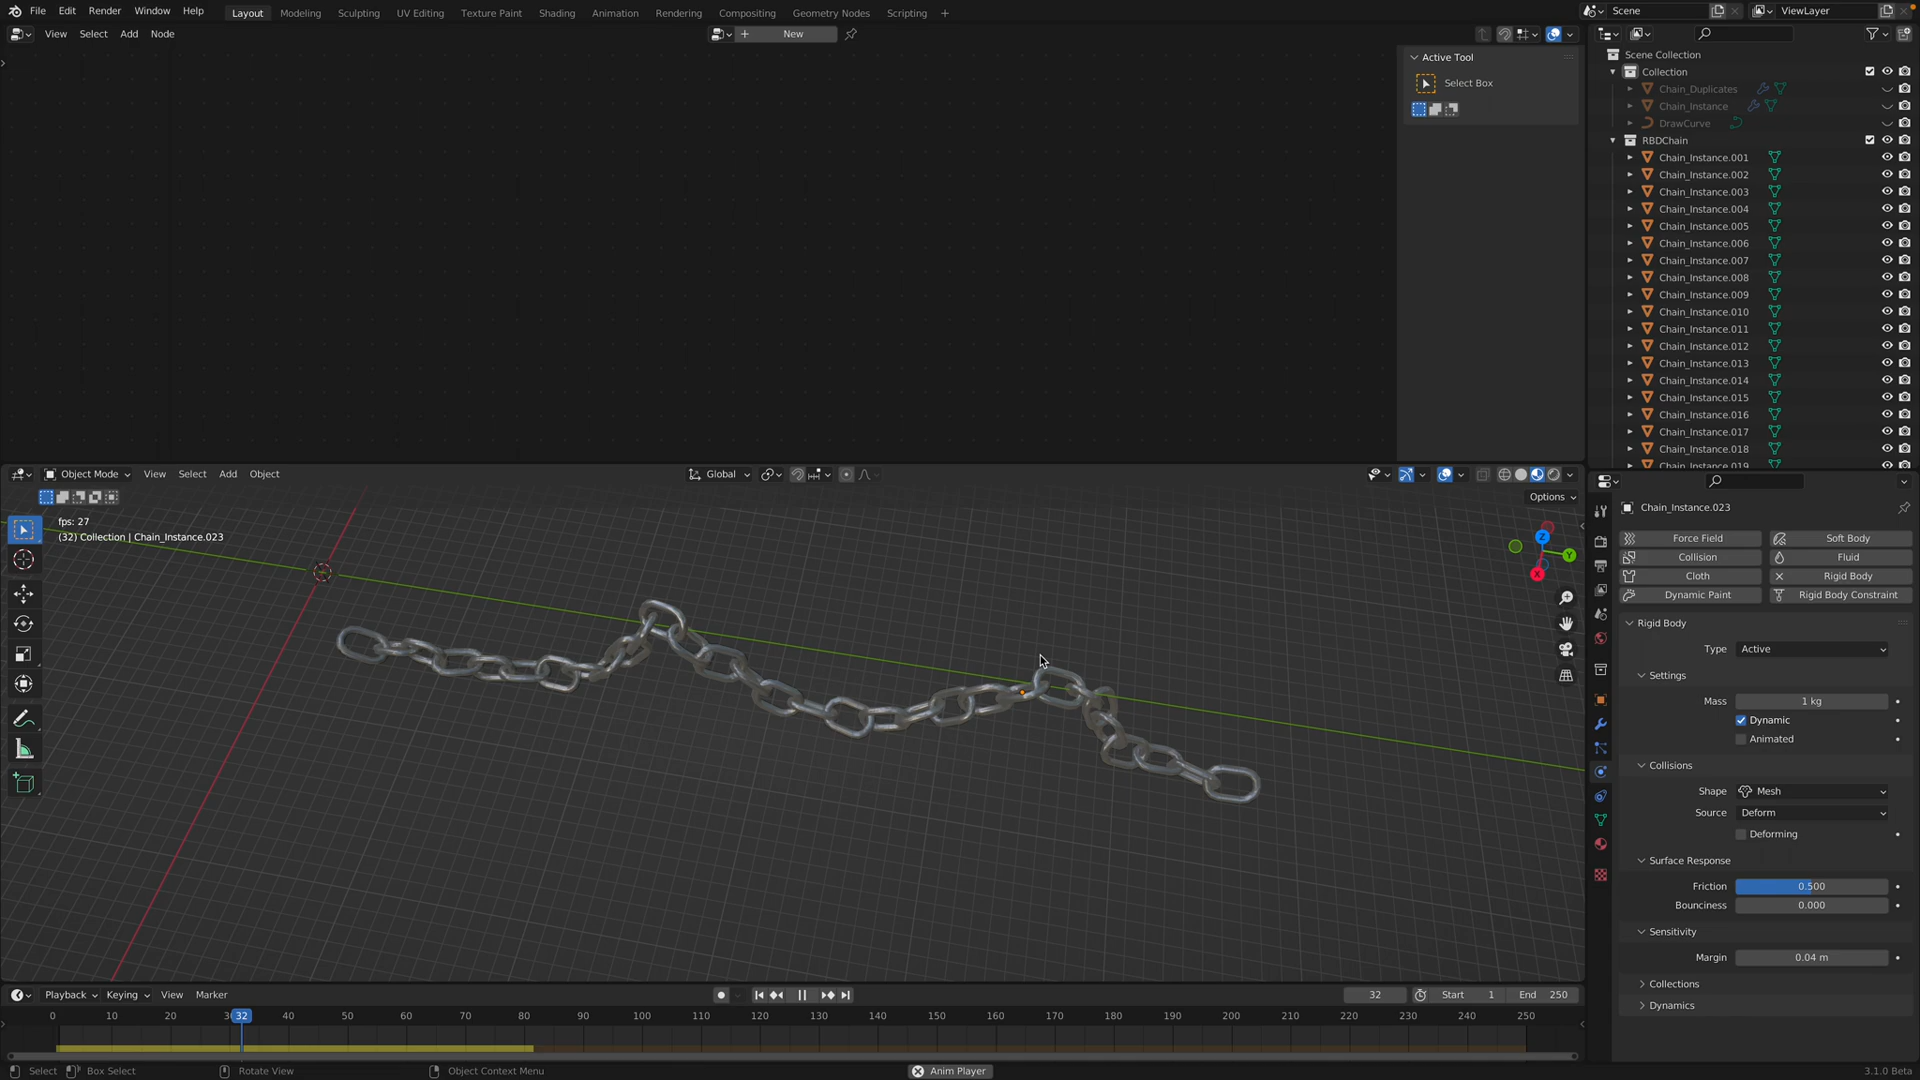 File Edit Render Window Help Layout Modeling Sculpting UV Editing Texture Paint Shading Animation Rendering Compositing Geometry Nodes Scripting + Scene ViewLayer
View Select Add Node + New
Active Tool
Select Box
Scene Collection
Collection
Chain_Duplicates
Chain_Instance
DrawCurve
RBDChain
Chain_Instance.001
Chain_Instance.002
Chain_Instance.003
Chain_Instance.004
Chain_Instance.005
Chain_Instance.006
Chain_Instance.007
Chain_Instance.008
Chain_Instance.009
Chain_Instance.010
Chain_Instance.011
Chain_Instance.012
Chain_Instance.013
Chain_Instance.014
Chain_Instance.015
Chain_Instance.016
Chain_Instance.017
Chain_Instance.018
Chain_Instance.019
Object Mode View Select Add Object Global
Options
fps: 27
(32) Collection | Chain_Instance.023
Z
Y
X
Chain_Instance.023
Force Field Soft Body
Collision Fluid
Cloth Rigid Body
Dynamic Paint Rigid Body Constraint
Rigid Body
Type Active
Settings
Mass 1 kg
Dynamic
Animated
Collisions
Shape Mesh
Source Deform
Deforming
Surface Response
Friction 0.500
Bounciness 0.000
Sensitivity
Margin 0.04 m
Collections
Dynamics
Playback Keying View Marker 32 Start 1 End 250
0 10 20 32 40 50 60 70 80 90 100 110 120 130 140 150 160 170 180 190 200 210 220 230 240 250
Select Box Select Rotate View Object Context Menu Anim Player 3.1.0 Beta